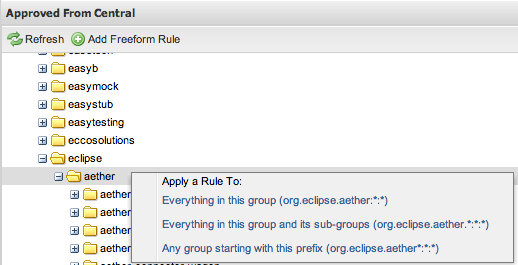 Approved From Central
Refresh Add Freeform Rule
easyb
easymock
easystub
easytesting
eccosolutions
eclipse
aether
Apply a Rule To:
aether Everything in this group (org.eclipse.aether:*:*)
aether
aether Everything in this group and its sub-groups (org.eclipse.aether.*:*:*)
aether Any group starting with this prefix (org.eclipse.aether*:*:*)